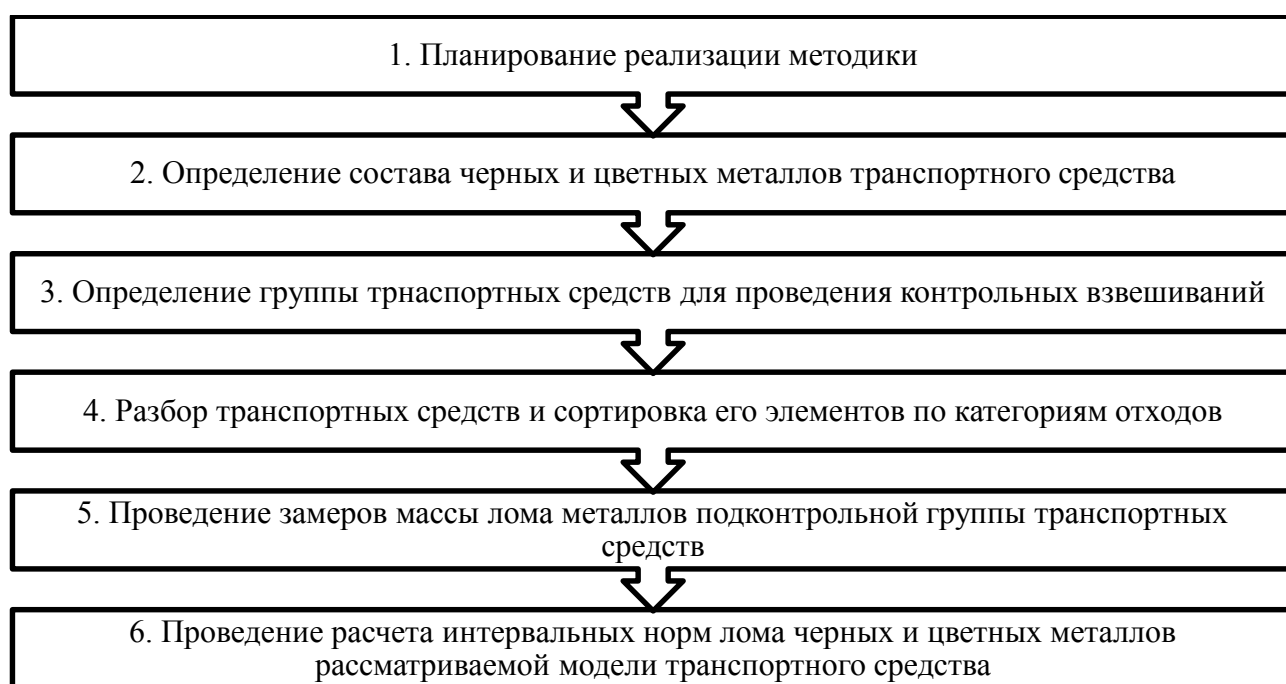 1. Планирование реализации методики
2. Определение состава черных и цветных металлов транспортного средства
3. Определение группы трнаспортных средств для проведения контрольных взвешиваний
4. Разбор транспортных средств и сортировка его элементов по категориям отходов
5. Проведение замеров массы лома металлов подконтрольной группы транспортных
средств
6. Проведение расчета интервальных норм лома черных и цветных металлов
рассматриваемой модели транспортного средства